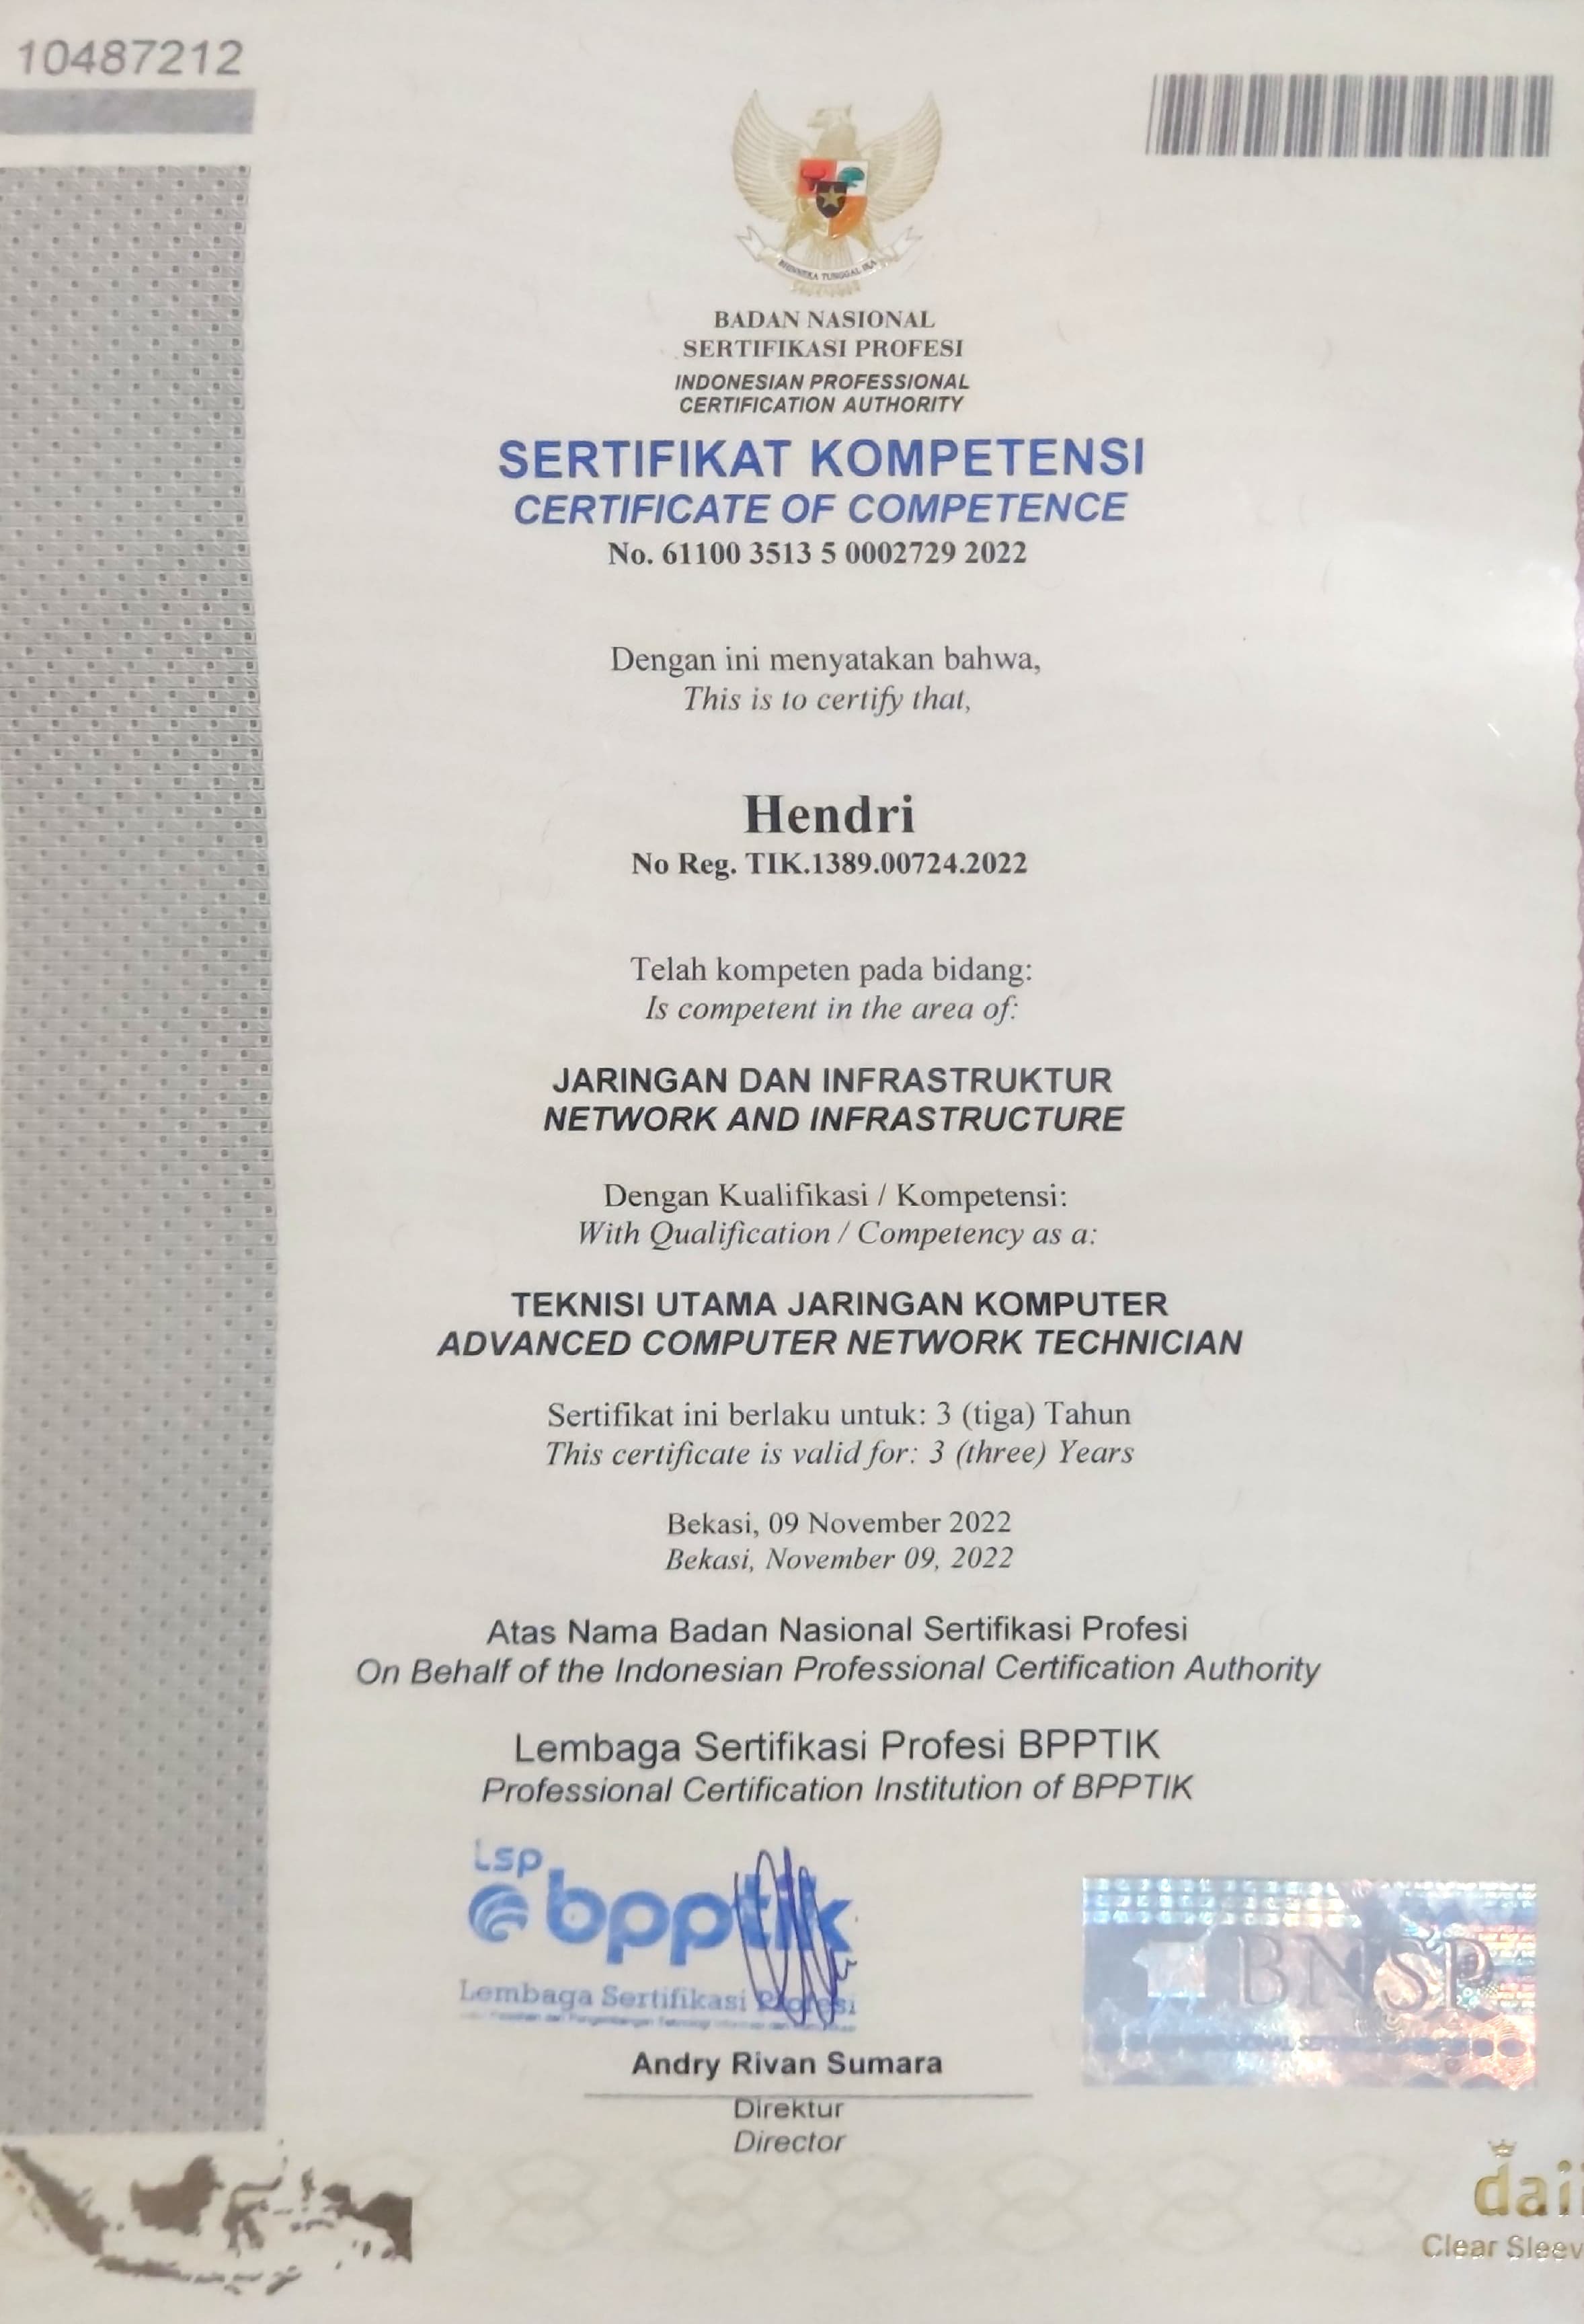 10487212
BHINNEKA TUNGGAL IKA
BADAN NASIONAL
SERTIFIKASI PROFESI
INDONESIAN PROFESSIONAL
CERTIFICATION AUTHORITY
SERTIFIKAT KOMPETENSI
CERTIFICATE OF COMPETENCE
No. 61100 3513 5 0002729 2022
Dengan ini menyatakan bahwa,
This is to certify that,
Hendri
No Reg. TIK.1389.00724.2022
Telah kompeten pada bidang:
Is competent in the area of:
JARINGAN DAN INFRASTRUKTUR
NETWORK AND INFRASTRUCTURE
Dengan Kualifikasi / Kompetensi:
With Qualification / Competency as a:
TEKNISI UTAMA JARINGAN KOMPUTER
ADVANCED COMPUTER NETWORK TECHNICIAN
Sertifikat ini berlaku untuk: 3 (tiga) Tahun
This certificate is valid for: 3 (three) Years
Bekasi, 09 November 2022
Bekasi, November 09, 2022
Atas Nama Badan Nasional Sertifikasi Profesi
On Behalf of the Indonesian Professional Certification Authority
Lembaga Sertifikasi Profesi BPPTIK
Professional Certification Institution of BPPTIK
Lsp
bpptik
Lembaga Sertifikasi Profesi
BNSP
Andry Rivan Sumara
Direktur
Director
daii
Clear Sleev